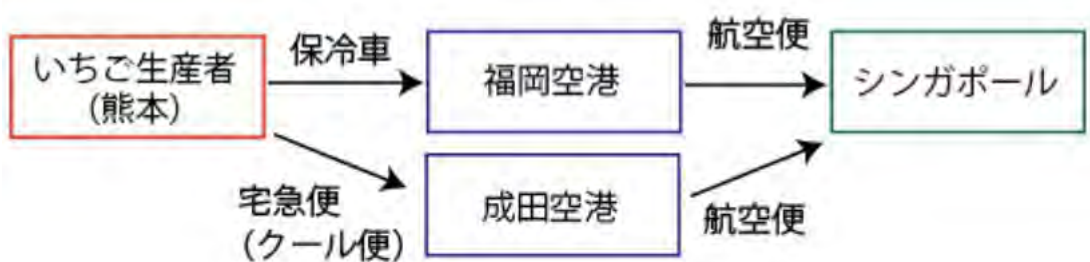 いちご生産者
(熊本)
保冷車
福岡空港
航空便
シンガポール
宅急便
(クール便)
成田空港
航空便